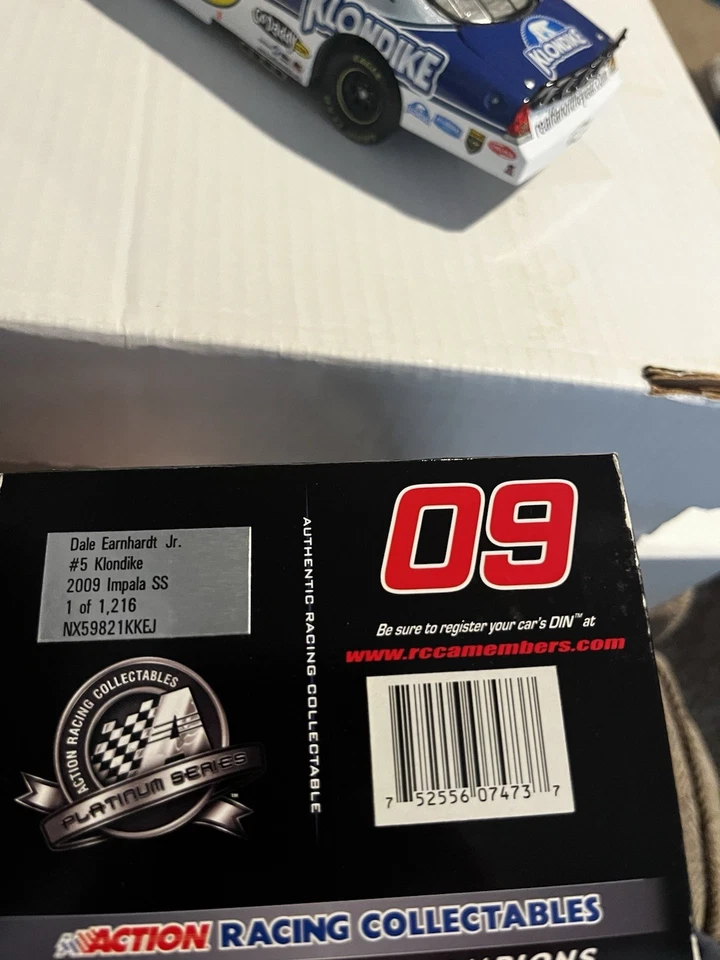 GoDaddy
KLONDIKE
KLONDIKE
Dale Earnhardt Jr.
#5 Klondike
2009 Impala SS
1 of 1,216
NX59821KKEJ
ACTION RACING COLLECTABLES
PLATINUM SERIES
AUTHENTIC RACING COLLECTABLE
09
Be sure to register your car's DIN™ at
www.rccamembers.com
7 52556 07473 7
ACTION RACING COLLECTABLES